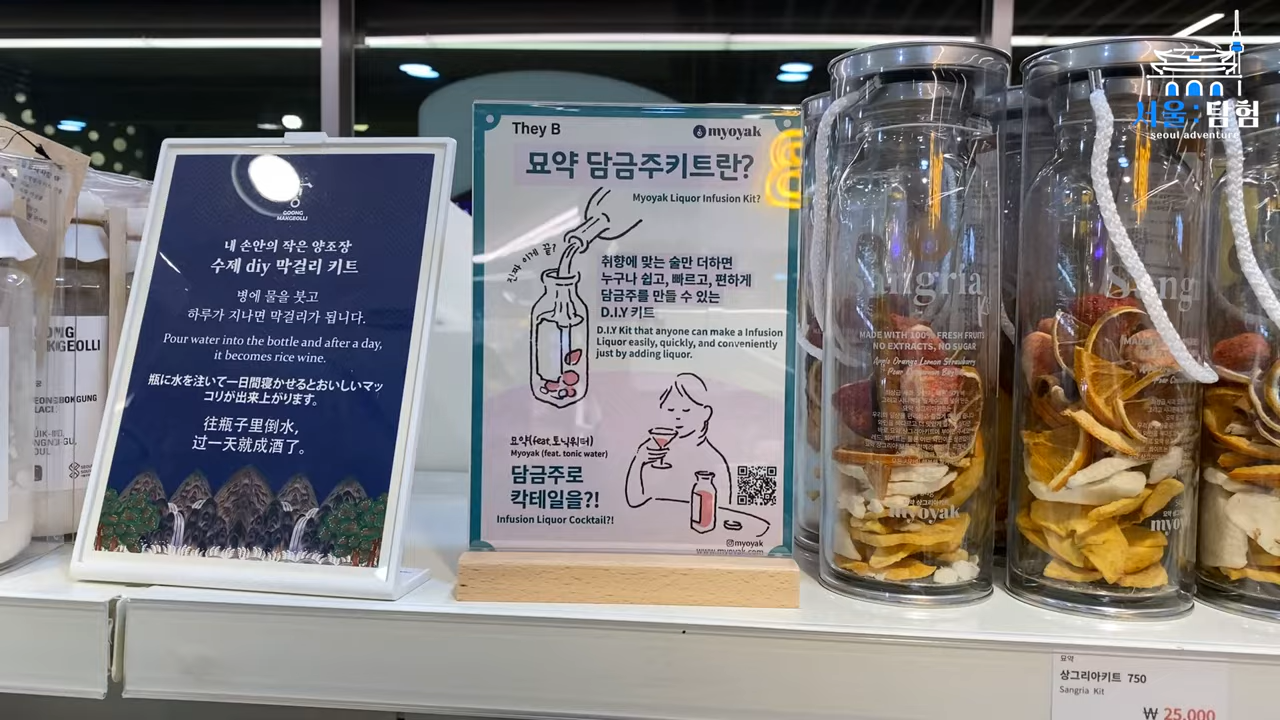 서울; 탐험
seoul adventure
GOONG
MANGEOLLI
내 손안의 작은 양조장
수제 diy 막걸리 키트
병에 물을 붓고
하루가 지나면 막걸리가 됩니다.
Pour water into the bottle and after a day,
it becomes rice wine.
瓶に水を注いで一日間寝かせるとおいしいマッ
コリが出来上がります。
往瓶子里倒水，
过一天就成酒了。
They B
myoyak
묘약 담금주키트란?
Myoyak Liquor Infusion Kit?
진짜 이게 끝?
취향에 맞는 술만 더하면
누구나 쉽고, 빠르고, 편하게
담금주를 만들 수 있는
D.I.Y 키트
D.I.Y Kit that anyone can make a Infusion
Liquor easily, quickly, and conveniently
just by adding liquor.
묘약(feat.토닉워터)
Myoyak (feat. tonic water)
담금주로
칵테일을?!
Infusion Liquor Cocktail?!
myoyak
www.myoyak.com
Sangria
MADE WITH 100% FRESH FRUITS
NO EXTRACTS, NO SUGAR
myoyak
Sang
묘약
상그리아키트 750
Sangria Kit
₩ 25,000